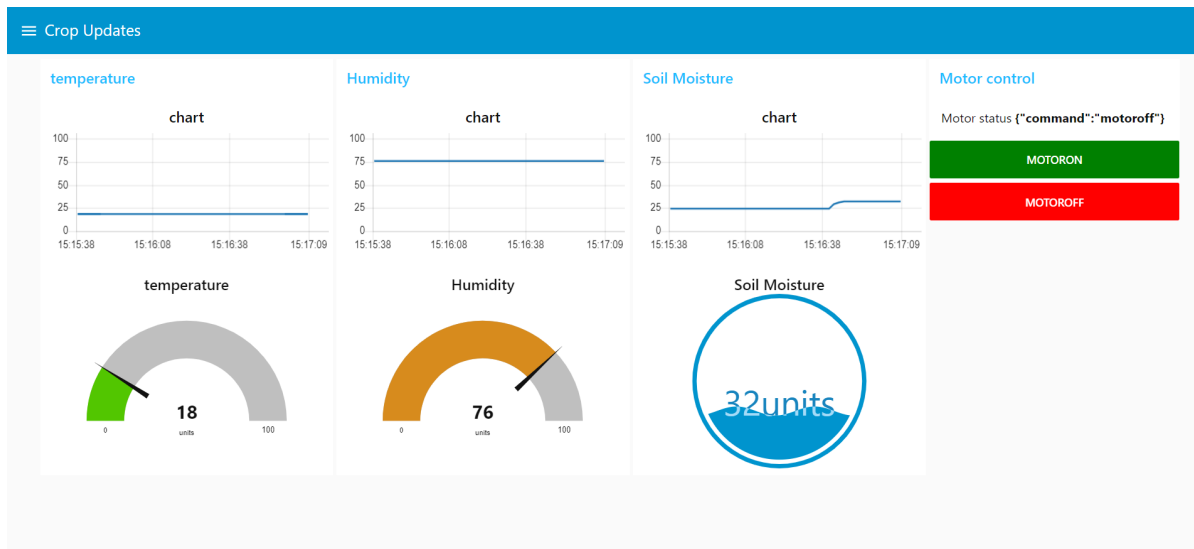 Crop Updates
temperature
chart
100
75
50
25
0
15:15:38 15:16:08 15:16:38 15:17:09
temperature
18
units
0 100
Humidity
chart
100
75
50
25
0
15:15:38 15:16:08 15:16:38 15:17:09
Humidity
76
units
0 100
Soil Moisture
chart
100
75
50
25
0
15:15:38 15:16:08 15:16:38 15:17:09
Soil Moisture
32units
Motor control
Motor status {"command":"motoroff"}
MOTORON
MOTOROFF